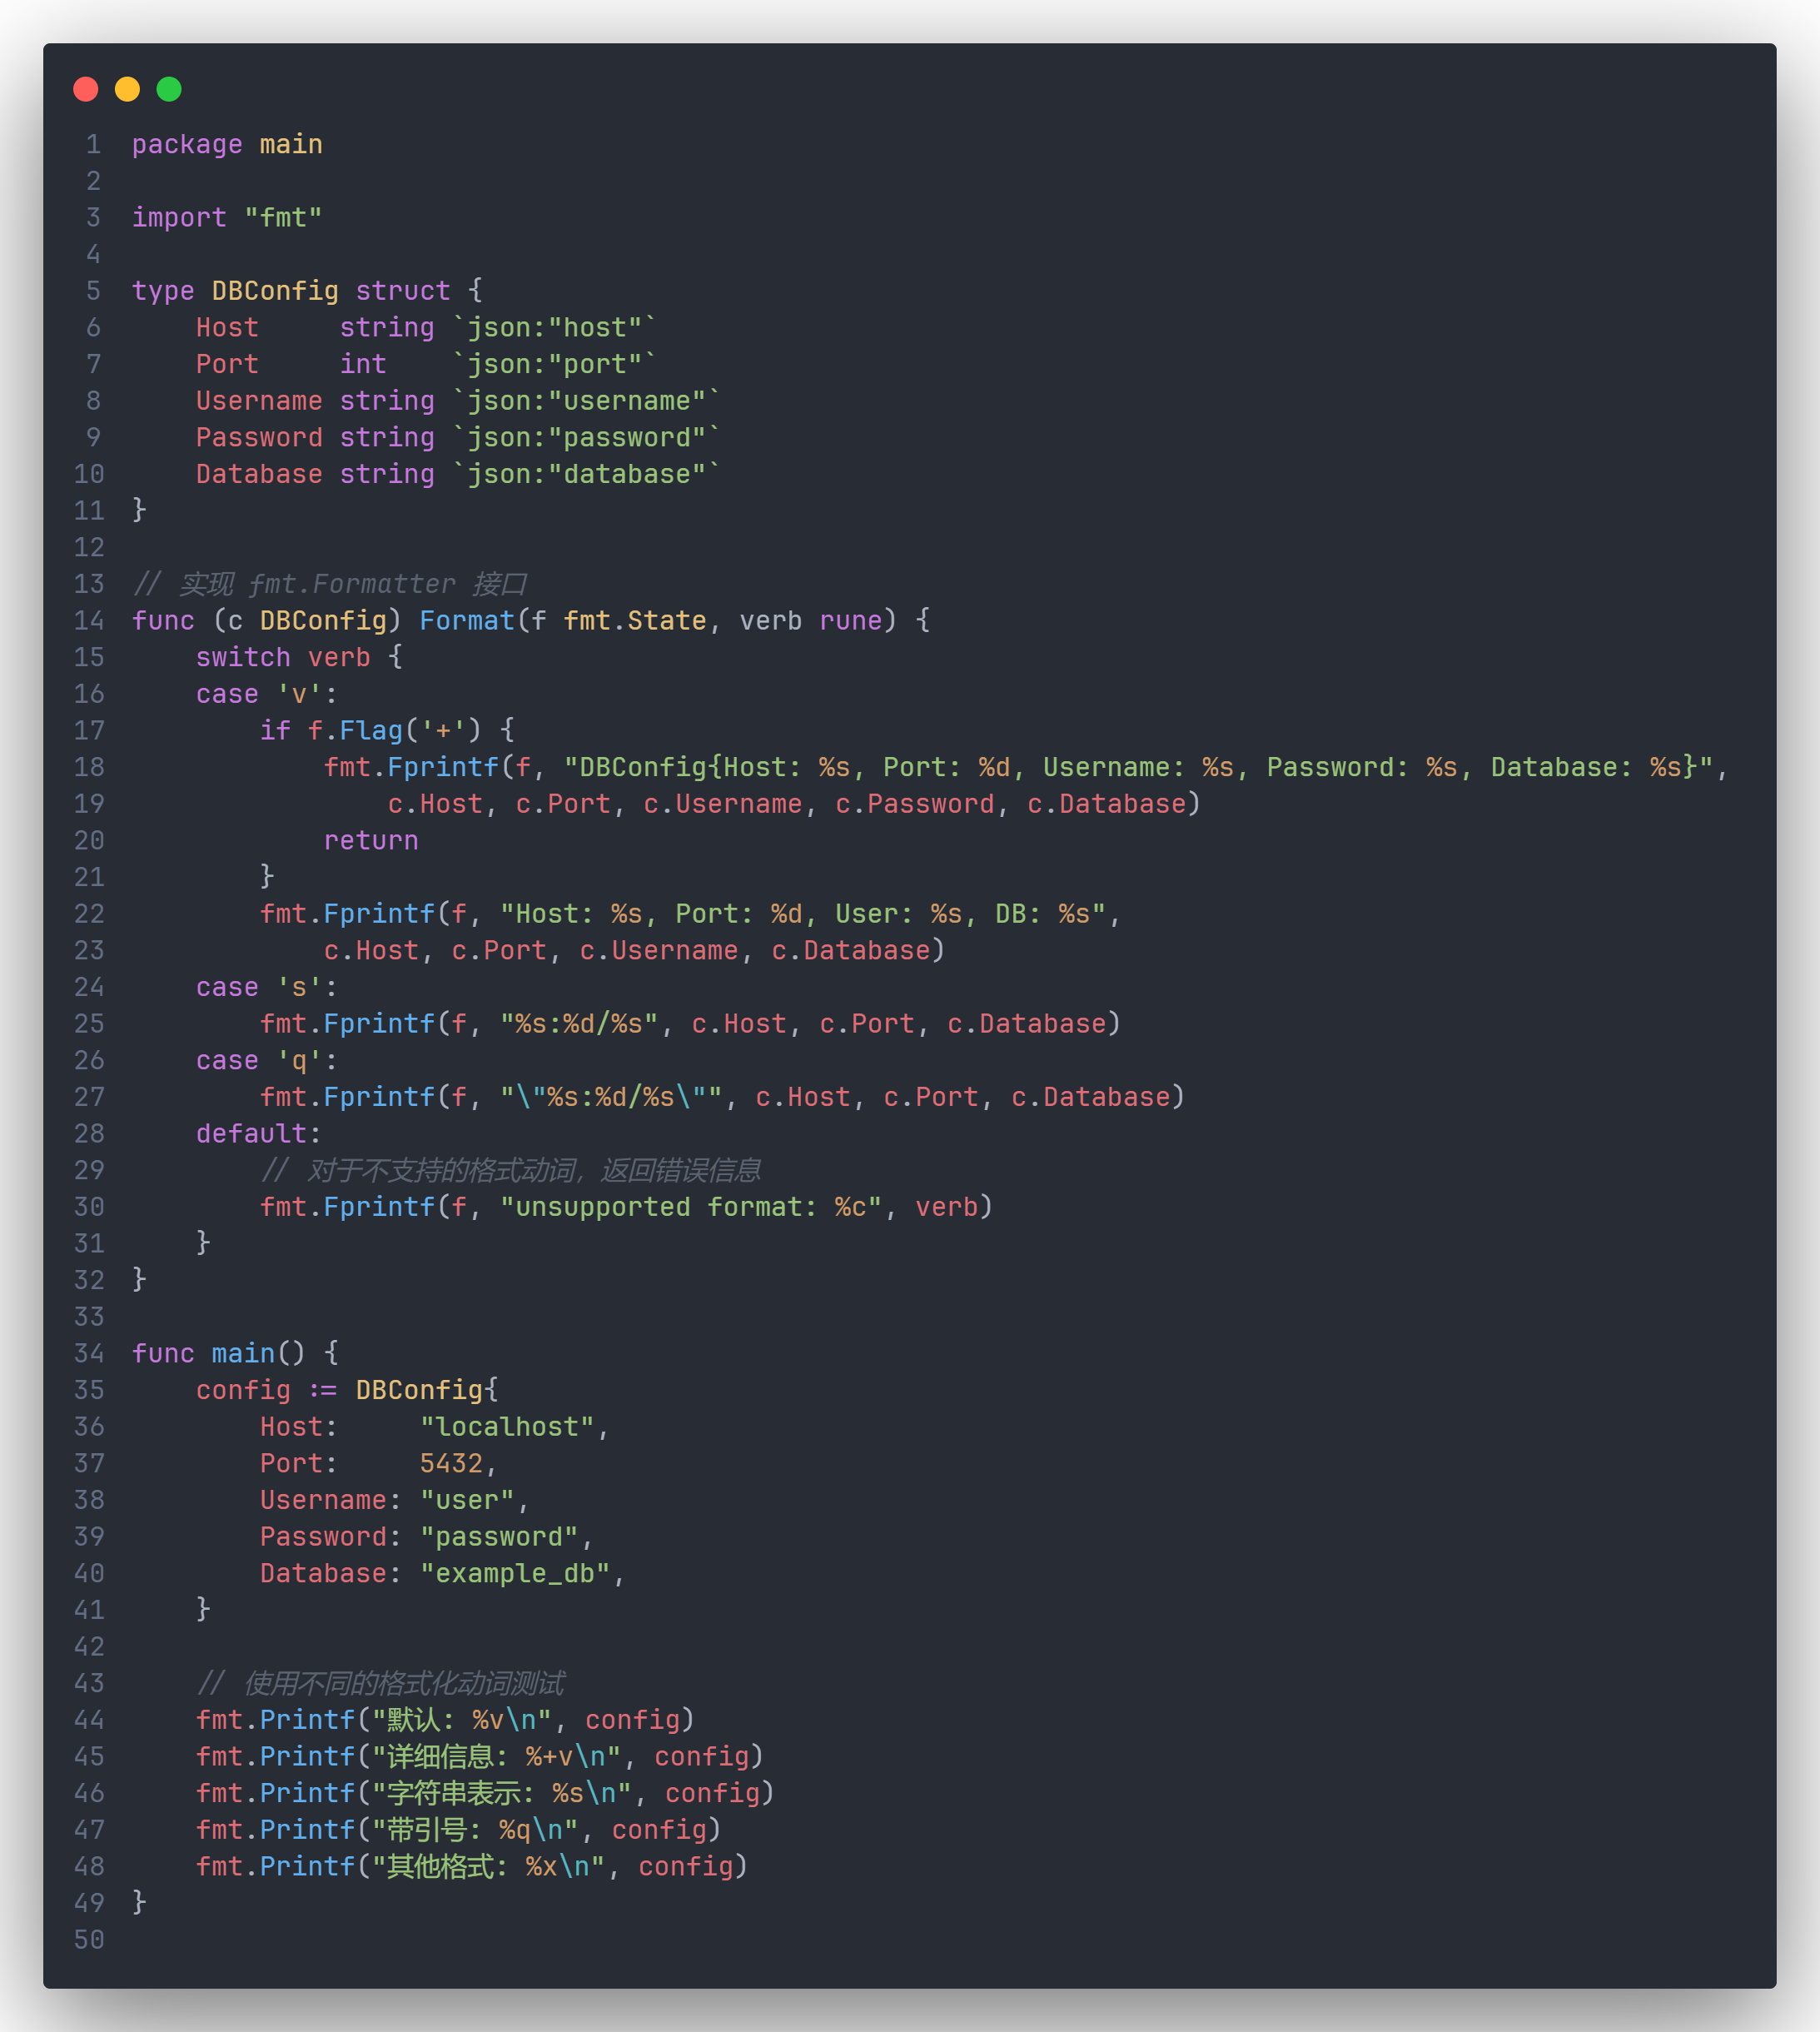 1 package main
2
3 import "fmt"
4
5 type DBConfig struct {
6     Host     string `json:"host"`
7     Port     int    `json:"port"`
8     Username string `json:"username"`
9     Password string `json:"password"`
10     Database string `json:"database"`
11 }
12
13 // 实现 fmt.Formatter 接口
14 func (c DBConfig) Format(f fmt.State, verb rune) {
15     switch verb {
16     case 'v':
17         if f.Flag('+') {
18             fmt.Fprintf(f, "DBConfig{Host: %s, Port: %d, Username: %s, Password: %s, Database: %s}",
19                 c.Host, c.Port, c.Username, c.Password, c.Database)
20             return
21         }
22         fmt.Fprintf(f, "Host: %s, Port: %d, User: %s, DB: %s",
23             c.Host, c.Port, c.Username, c.Database)
24     case 's':
25         fmt.Fprintf(f, "%s:%d/%s", c.Host, c.Port, c.Database)
26     case 'q':
27         fmt.Fprintf(f, "\"%s:%d/%s\"", c.Host, c.Port, c.Database)
28     default:
29         // 对于不支持的格式动词，返回错误信息
30         fmt.Fprintf(f, "unsupported format: %c", verb)
31     }
32 }
33
34 func main() {
35     config := DBConfig{
36         Host:     "localhost",
37         Port:     5432,
38         Username: "user",
39         Password: "password",
40         Database: "example_db",
41     }
42
43     // 使用不同的格式化动词测试
44     fmt.Printf("默认: %v\n", config)
45     fmt.Printf("详细信息: %+v\n", config)
46     fmt.Printf("字符串表示: %s\n", config)
47     fmt.Printf("带引号: %q\n", config)
48     fmt.Printf("其他格式: %x\n", config)
49 }
50